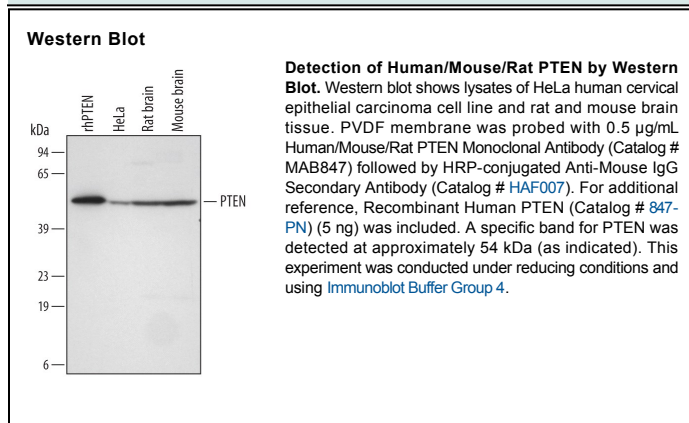 Western Blot
rhPTEN
HeLa
Rat brain
Mouse brain
kDa
94
65
PTEN
39
23
19
6
Detection of Human/Mouse/Rat PTEN by Western
Blot. Western blot shows lysates of HeLa human cervical
epithelial carcinoma cell line and rat and mouse brain
tissue. PVDF membrane was probed with 0.5 µg/mL
Human/Mouse/Rat PTEN Monoclonal Antibody (Catalog #
MAB847) followed by HRP-conjugated Anti-Mouse IgG
Secondary Antibody (Catalog # HAF007). For additional
reference, Recombinant Human PTEN (Catalog # 847-
PN) (5 ng) was included. A specific band for PTEN was
detected at approximately 54 kDa (as indicated). This
experiment was conducted under reducing conditions and
using Immunoblot Buffer Group 4.